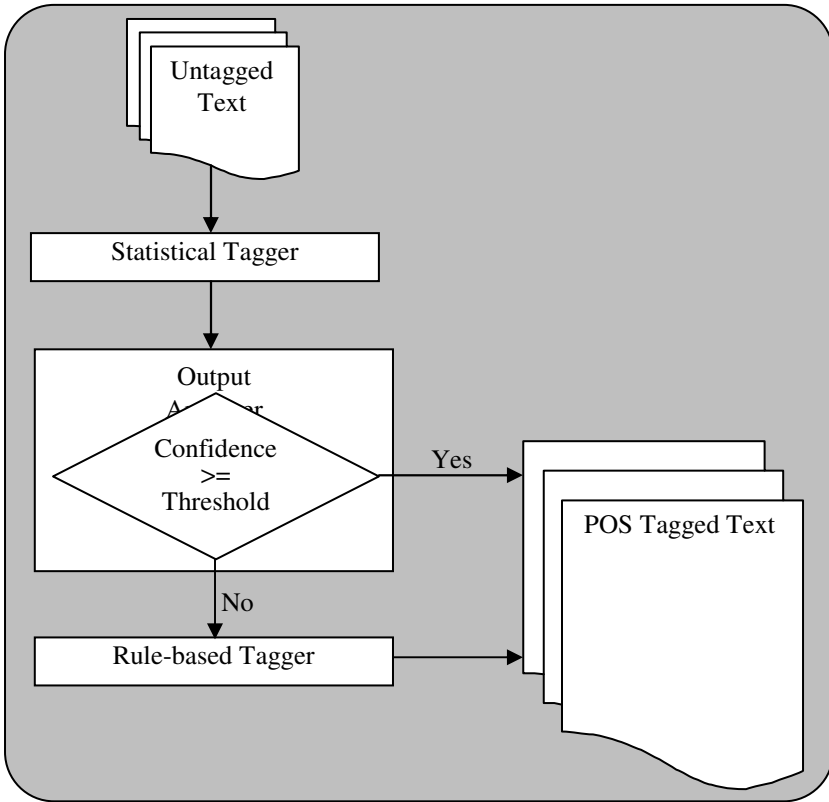 Untagged
Text
Statistical Tagger
Output
Confidence
>=
Threshold
Yes
POS Tagged Text
No
Rule-based Tagger